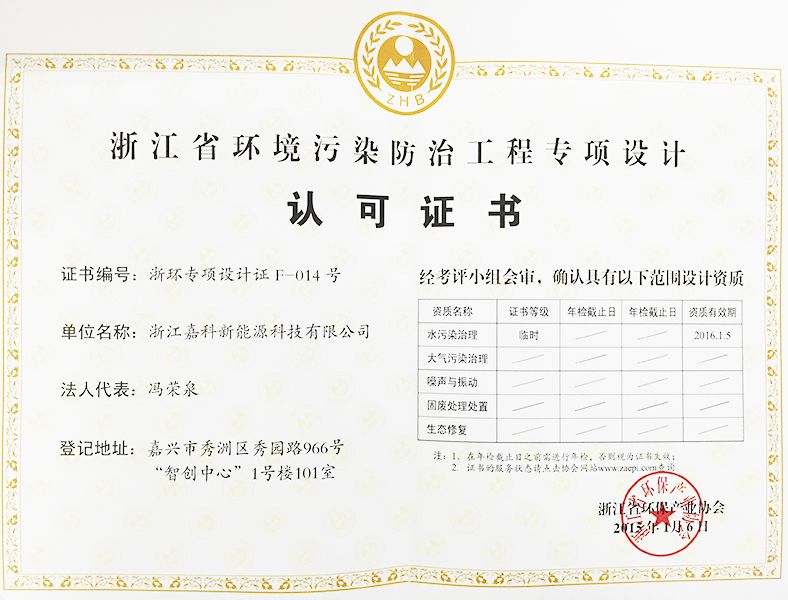 ZHB
浙江省环境污染防治工程专项设计
认可证书
证书编号：浙环专项设计证 F-014 号
单位名称：浙江嘉科新能源科技有限公司
法人代表：冯荣泉
登记地址：嘉兴市秀洲区秀园路966号
“智创中心”1号楼101室
经考评小组会审，确认具有以下范围设计资质
资质名称 证书等级 年检截止日 年检截止日 资质有效期
水污染治理 临时 2016.1.5
大气污染治理
噪声与振动
固废处理处置
生态修复
注：1、在年检截止日之前需进行年检，否则视为证书失效；
2、证书的服务状态请点击协会网站www.zaepi.com查询
浙江省环保产业协会
2015 年 1月 6 日